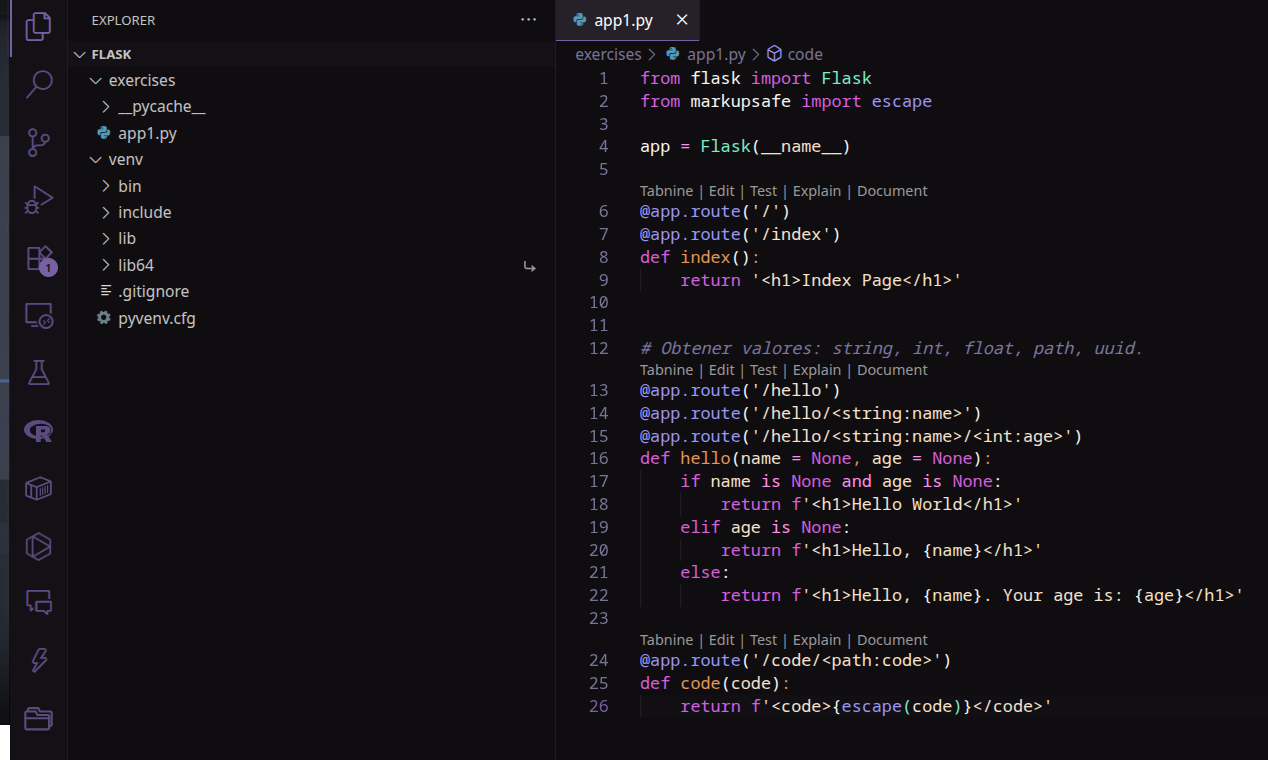 EXPLORER
FLASK
exercises
__pycache__
app1.py
venv
bin
include
lib
lib64
.gitignore
pyvenv.cfg
1
app1.py
exercises > app1.py > code
1 from flask import Flask
2 from markupsafe import escape
3
4 app = Flask(__name__)
5
Tabnine | Edit | Test | Explain | Document
6 @app.route('/')
7 @app.route('/index')
8 def index():
9     return '<h1>Index Page</h1>'
10
11
12 # Obtener valores: string, int, float, path, uuid.
Tabnine | Edit | Test | Explain | Document
13 @app.route('/hello')
14 @app.route('/hello/<string:name>')
15 @app.route('/hello/<string:name>/<int:age>')
16 def hello(name = None, age = None):
17     if name is None and age is None:
18         return f'<h1>Hello World</h1>'
19     elif age is None:
20         return f'<h1>Hello, {name}</h1>'
21     else:
22         return f'<h1>Hello, {name}. Your age is: {age}</h1>'
23
Tabnine | Edit | Test | Explain | Document
24 @app.route('/code/<path:code>')
25 def code(code):
26     return f'<code>{escape(code)}</code>'